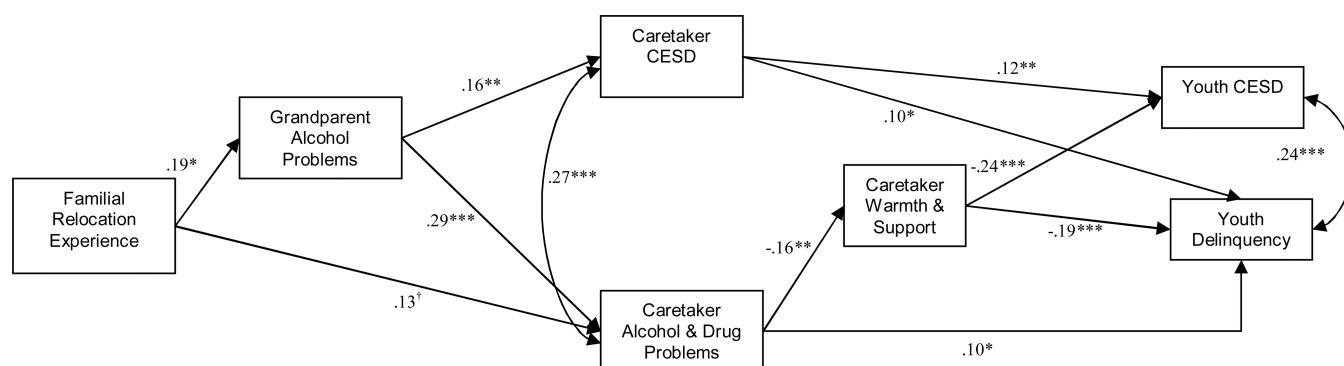 Familial
Relocation
Experience
.19*
Grandparent
Alcohol
Problems
.13†
.16**
.29***
Caretaker
CESD
.27***
Caretaker
Alcohol & Drug
Problems
.12**
.10*
-.16**
Caretaker
Warmth &
Support
-.24***
-.19***
.10*
Youth CESD
.24***
Youth
Delinquency